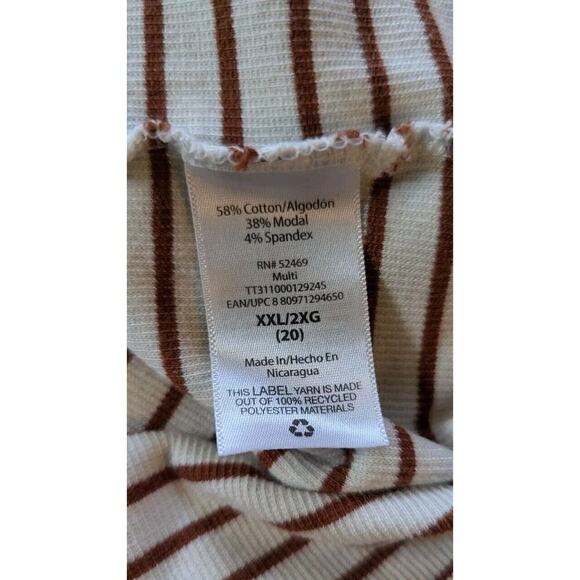 58% Cotton/Algodón
38% Modal
4% Spandex
RN# 52469
Multi
TT311000129245
EAN/UPC 8 80971294650
XXL/2XG
(20)
Made In/Hecho En
Nicaragua
THIS LABEL YARN IS MADE
OUT OF 100% RECYCLED
POLYESTER MATERIALS